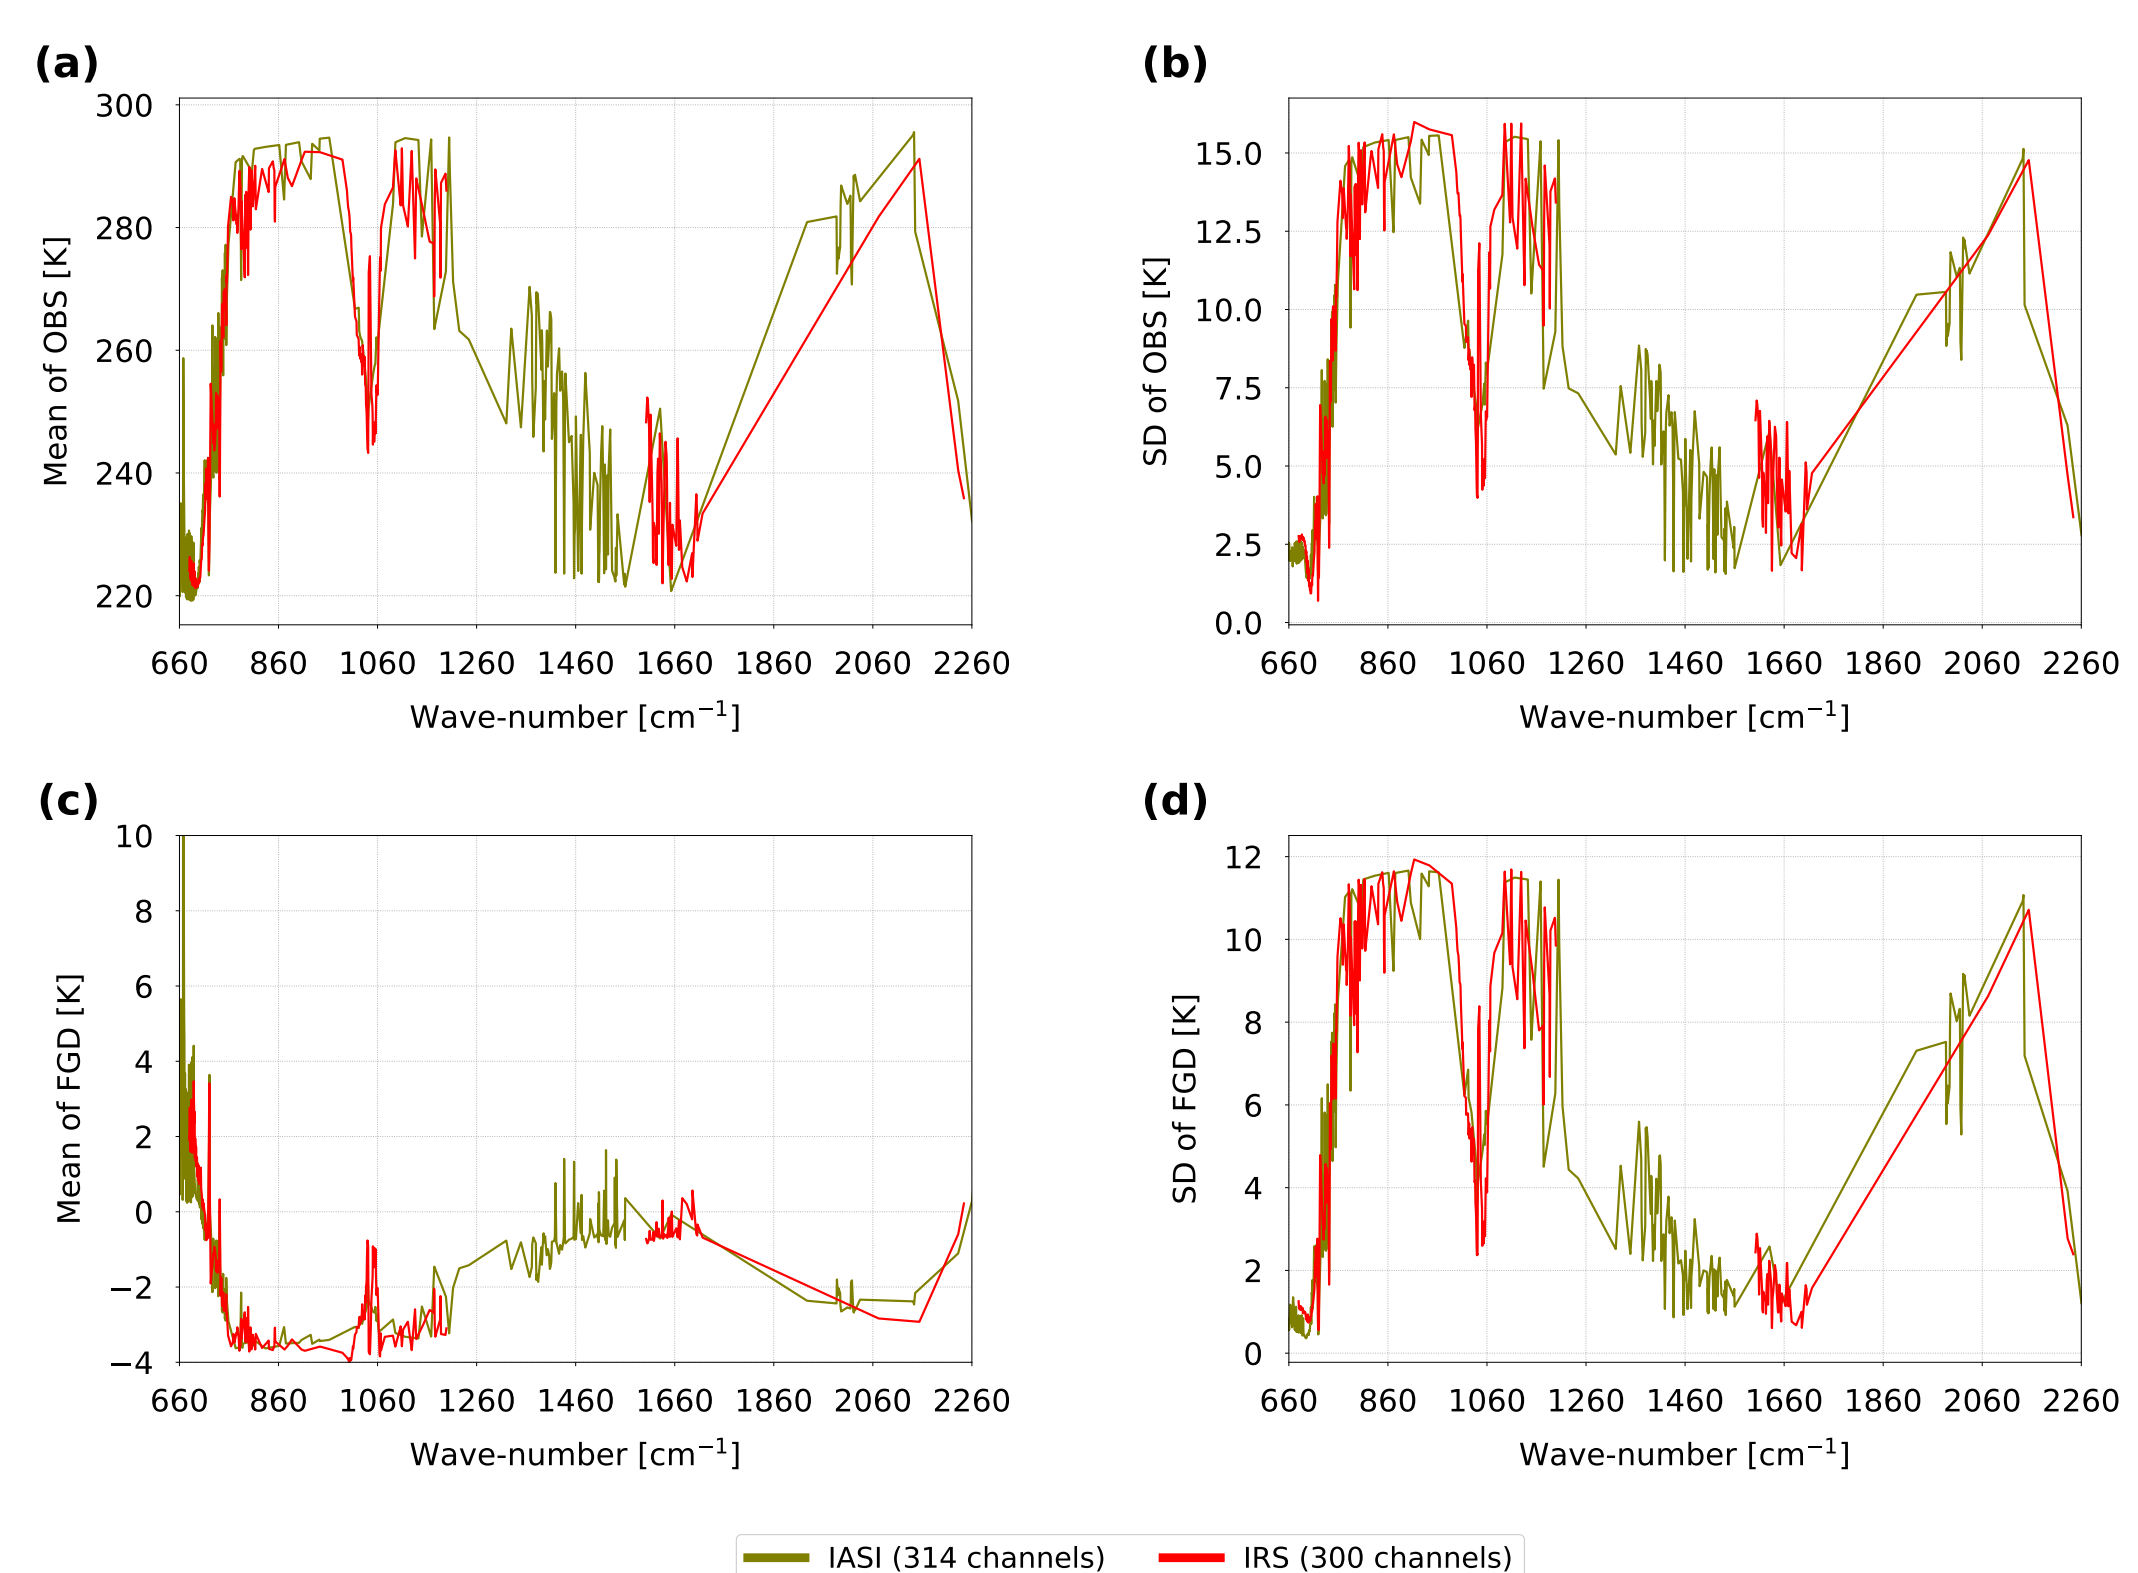 (a)
(b)
300
280
260
240
220
Mean of OBS [K]
660 860 1060 1260 1460 1660 1860 2060 2260
Wave-number [cm⁻¹]
15.0
12.5
10.0
7.5
5.0
2.5
0.0
SD of OBS [K]
660 860 1060 1260 1460 1660 1860 2060 2260
Wave-number [cm⁻¹]
(c)
(d)
10
8
6
4
2
0
−2
−4
Mean of FGD [K]
660 860 1060 1260 1460 1660 1860 2060 2260
Wave-number [cm⁻¹]
12
10
8
6
4
2
0
SD of FGD [K]
660 860 1060 1260 1460 1660 1860 2060 2260
Wave-number [cm⁻¹]
IASI (314 channels) IRS (300 channels)